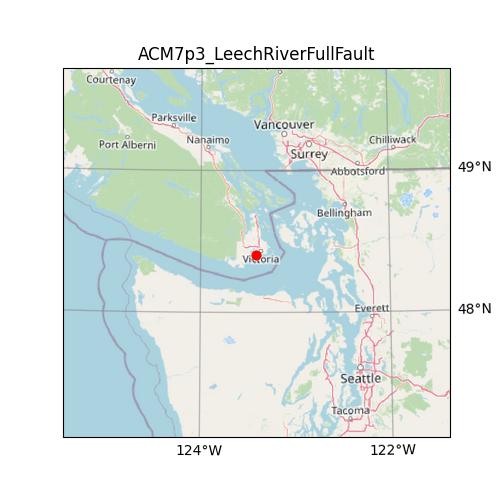 ACM7p3_LeechRiverFullFault
Courtenay
Parksville
Vancouver
Port Alberni
Nanaimo
Surrey
Chilliwack
Abbotsford
49°N
Bellingham
Victoria
Everett
48°N
Seattle
Tacoma
124°W
122°W